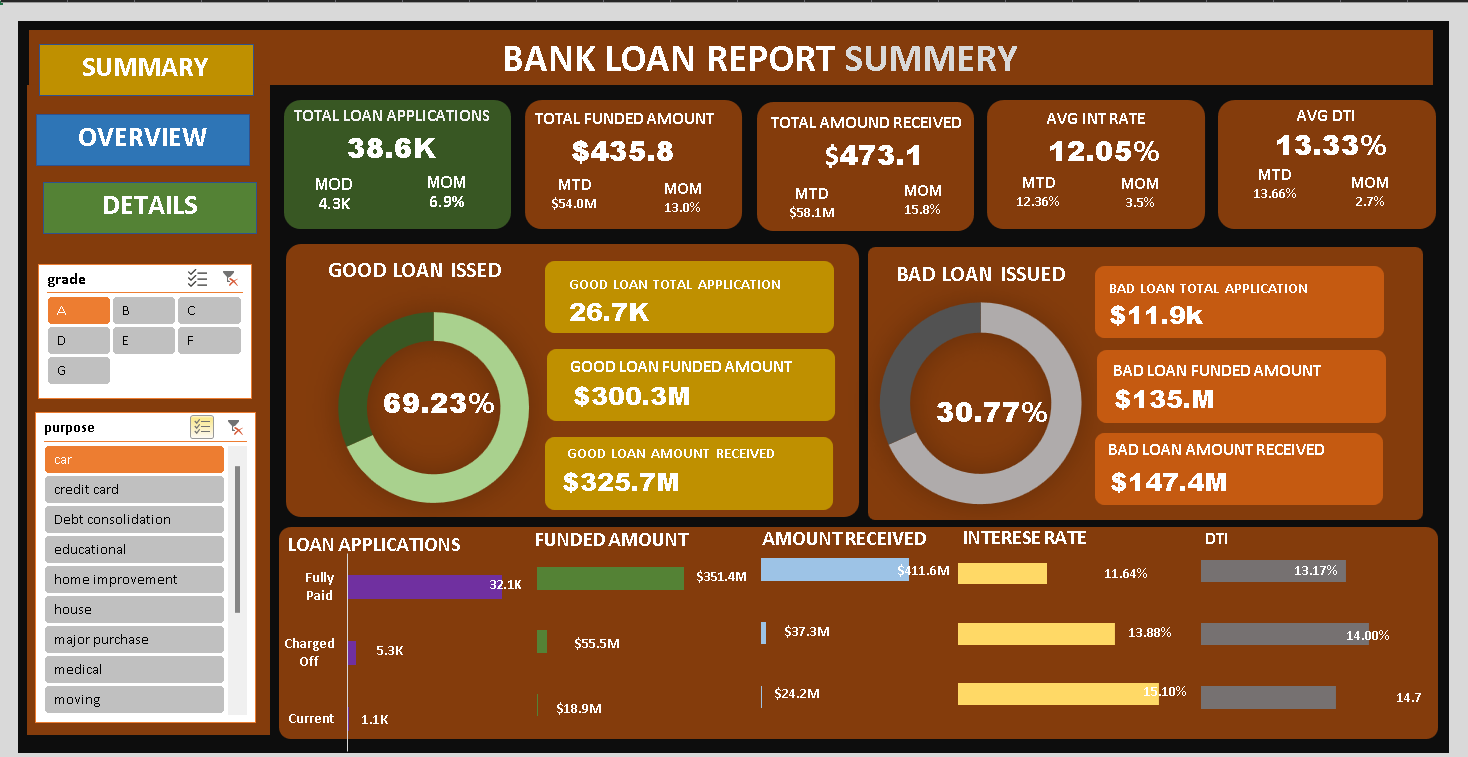 SUMMARY
OVERVIEW
DETAILS
BANK LOAN REPORT SUMMERY
TOTAL LOAN APPLICATIONS
38.6K
MOD
MOM
4.3K
6.9%
TOTAL FUNDED AMOUNT
$435.8
MTD
MOM
$54.0M
13.0%
TOTAL AMOUND RECEIVED
$473.1
MTD
MOM
$58.1M
15.8%
AVG INT RATE
12.05%
MTD
MOM
12.36%
3.5%
AVG DTI
13.33%
MTD
MOM
13.66%
2.7%
grade
A
B
C
D
E
F
G
purpose
car
credit card
Debt consolidation
educational
home improvement
house
major purchase
medical
moving
GOOD LOAN ISSED
69.23%
GOOD LOAN TOTAL APPLICATION
26.7K
GOOD LOAN FUNDED AMOUNT
$300.3M
GOOD LOAN AMOUNT RECEIVED
$325.7M
BAD LOAN ISSUED
30.77%
BAD LOAN TOTAL APPLICATION
$11.9k
BAD LOAN FUNDED AMOUNT
$135.M
BAD LOAN AMOUNT RECEIVED
$147.4M
LOAN APPLICATIONS
Fully
Paid
32.1K
Charged
Off
5.3K
Current
1.1K
FUNDED AMOUNT
$351.4M
$55.5M
$18.9M
AMOUNT RECEIVED
$411.6M
$37.3M
$24.2M
INTERESE RATE
11.64%
13.88%
15.10%
DTI
13.17%
14.00%
14.7